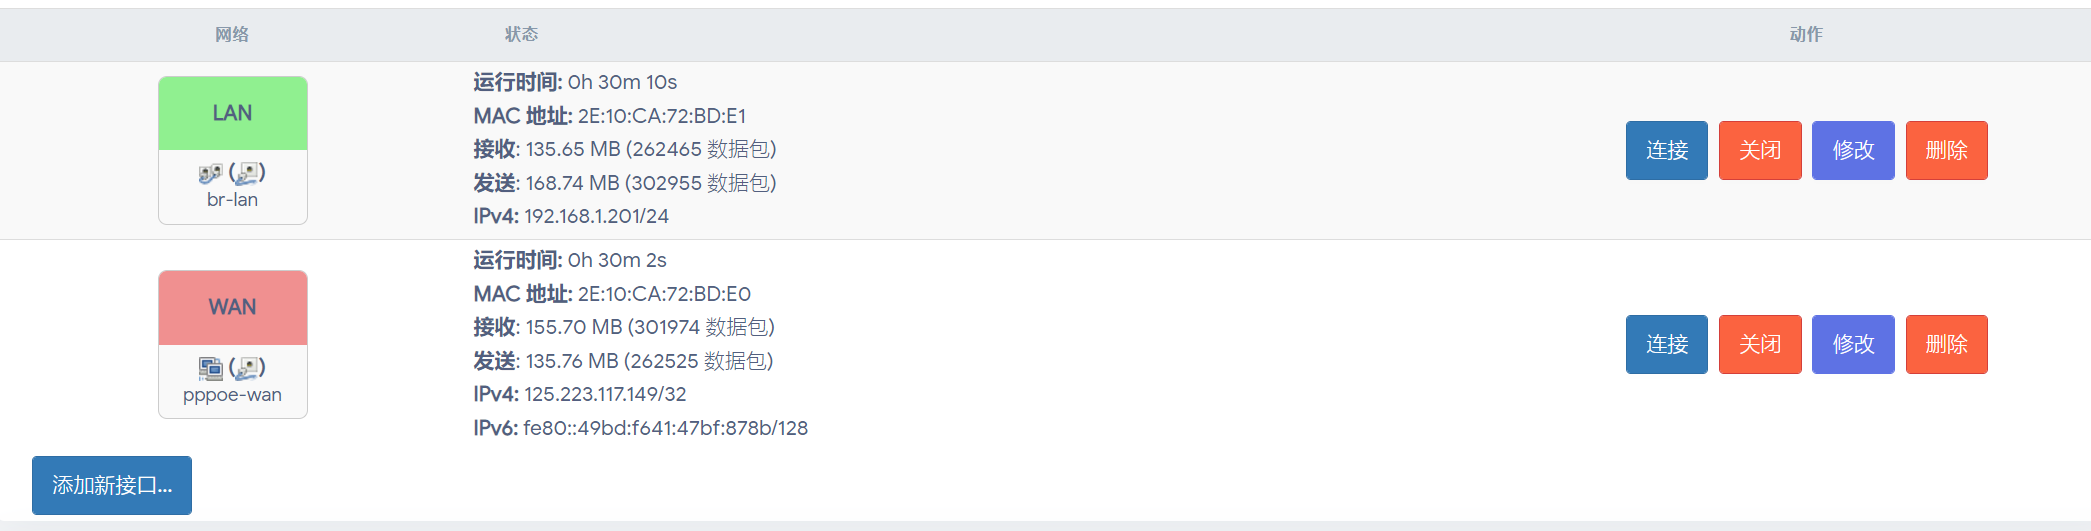 网络 状态 动作
LAN
br-lan
运行时间: 0h 30m 10s
MAC 地址: 2E:10:CA:72:BD:E1
接收: 135.65 MB (262465 数据包)
发送: 168.74 MB (302955 数据包)
IPv4: 192.168.1.201/24
连接 关闭 修改 删除
WAN
pppoe-wan
运行时间: 0h 30m 2s
MAC 地址: 2E:10:CA:72:BD:E0
接收: 155.70 MB (301974 数据包)
发送: 135.76 MB (262525 数据包)
IPv4: 125.223.117.149/32
IPv6: fe80::49bd:f641:47bf:878b/128
连接 关闭 修改 删除
添加新接口...